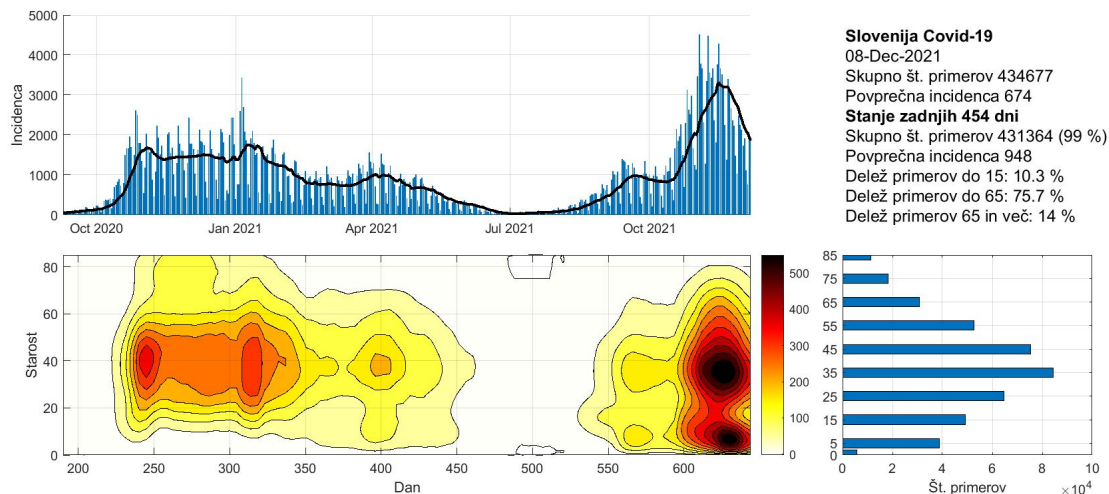 5000
4000
3000
2000
1000
0
Incidenca
Oct 2020
Jan 2021
Apr 2021
Jul 2021
Oct 2021
Slovenija Covid-19
08-Dec-2021
Skupno št. primerov 434677
Povprečna incidenca 674
Stanje zadnjih 454 dni
Skupno št. primerov 431364 (99 %)
Povprečna incidenca 948
Delež primerov do 15: 10.3 %
Delež primerov do 65: 75.7 %
Delež primerov 65 in več: 14 %
80
60
40
20
0
Starost
200
250
300
350
400
450
500
550
600
Dan
500
400
300
200
100
0
85
75
65
55
45
35
25
15
5
0
0
2
4
6
8
10
Št. primerov
×10⁴